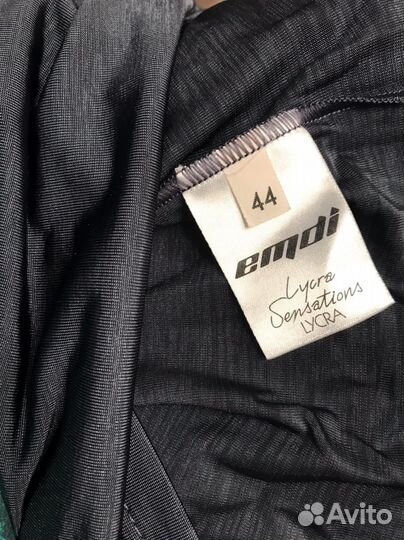 44
emdi
Lycra
Sensations
LYCRA
Avito